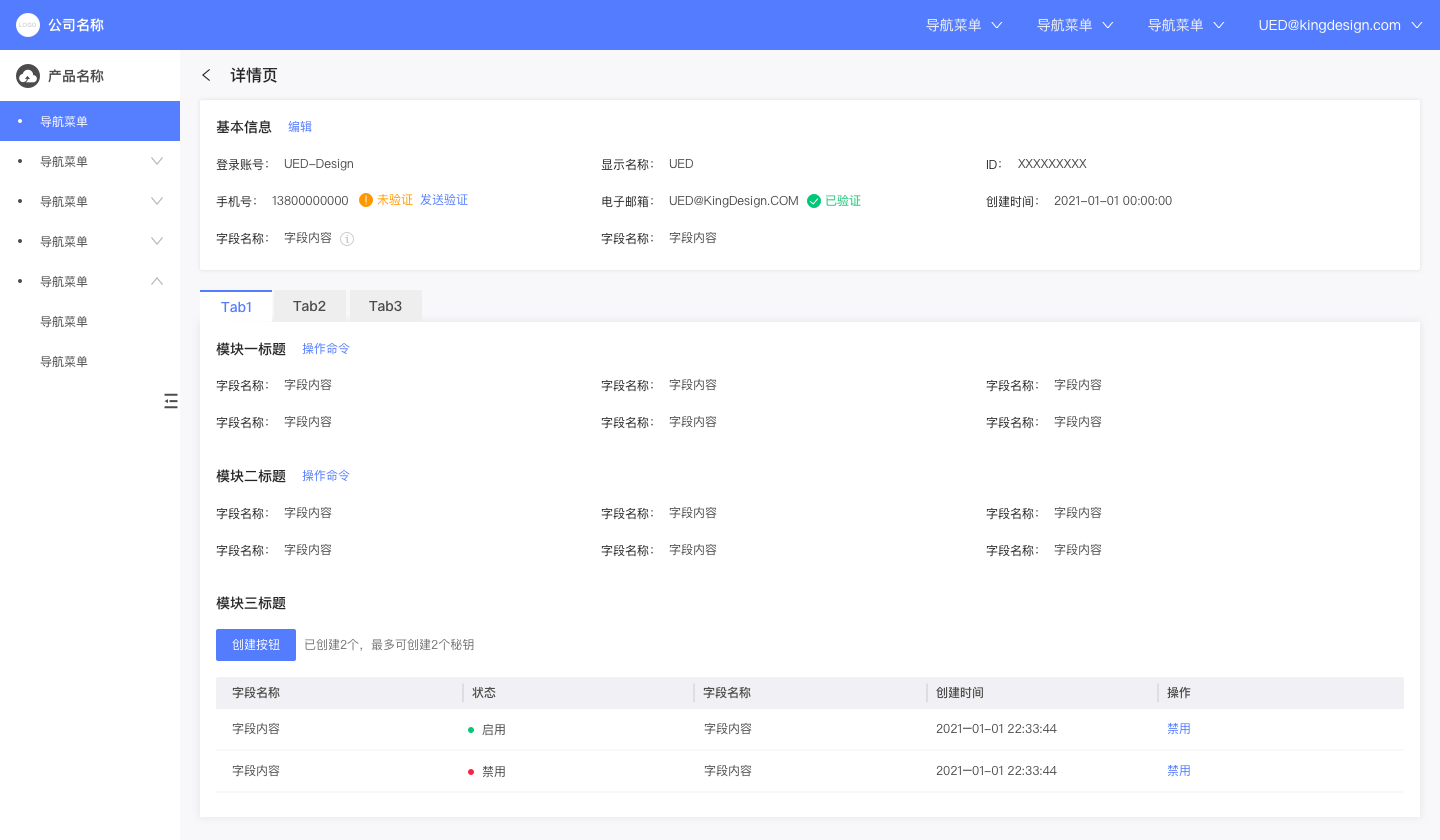 LOGO 公司名称 导航菜单 导航菜单 导航菜单 UED@kingdesign.com
产品名称
导航菜单
导航菜单
导航菜单
导航菜单
导航菜单
导航菜单
导航菜单
详情页
基本信息 编辑
登录账号： UED-Design 显示名称： UED ID： XXXXXXXXX
手机号： 13800000000 未验证 发送验证 电子邮箱： UED@KingDesign.COM 已验证 创建时间： 2021-01-01 00:00:00
字段名称： 字段内容 字段名称： 字段内容
Tab1 Tab2 Tab3
模块一标题 操作命令
字段名称： 字段内容 字段名称： 字段内容 字段名称： 字段内容
字段名称： 字段内容 字段名称： 字段内容 字段名称： 字段内容
模块二标题 操作命令
字段名称： 字段内容 字段名称： 字段内容 字段名称： 字段内容
字段名称： 字段内容 字段名称： 字段内容 字段名称： 字段内容
模块三标题
创建按钮 已创建2个，最多可创建2个秘钥
字段名称 状态 字段名称 创建时间 操作
字段内容 启用 字段内容 2021—01-01 22:33:44 禁用
字段内容 禁用 字段内容 2021—01-01 22:33:44 禁用